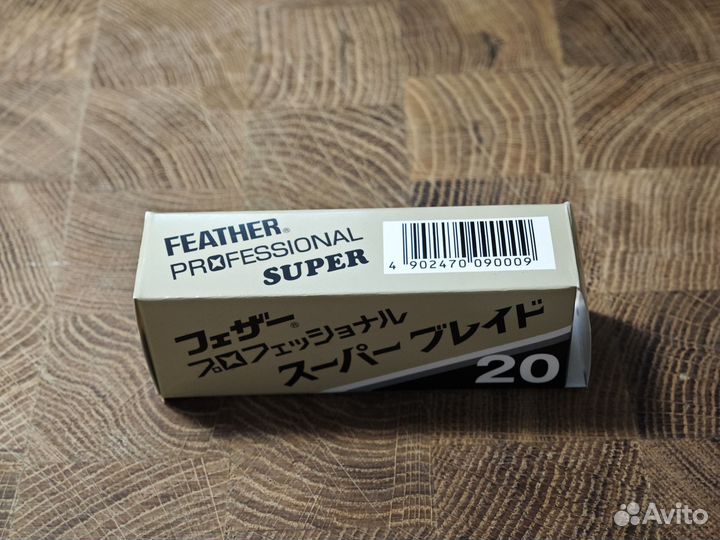 FEATHER®
PROFESSIONAL
SUPER
4 902470 090009
フェザー®
プロフェッショナル
スーパー ブレイド
20
Avito